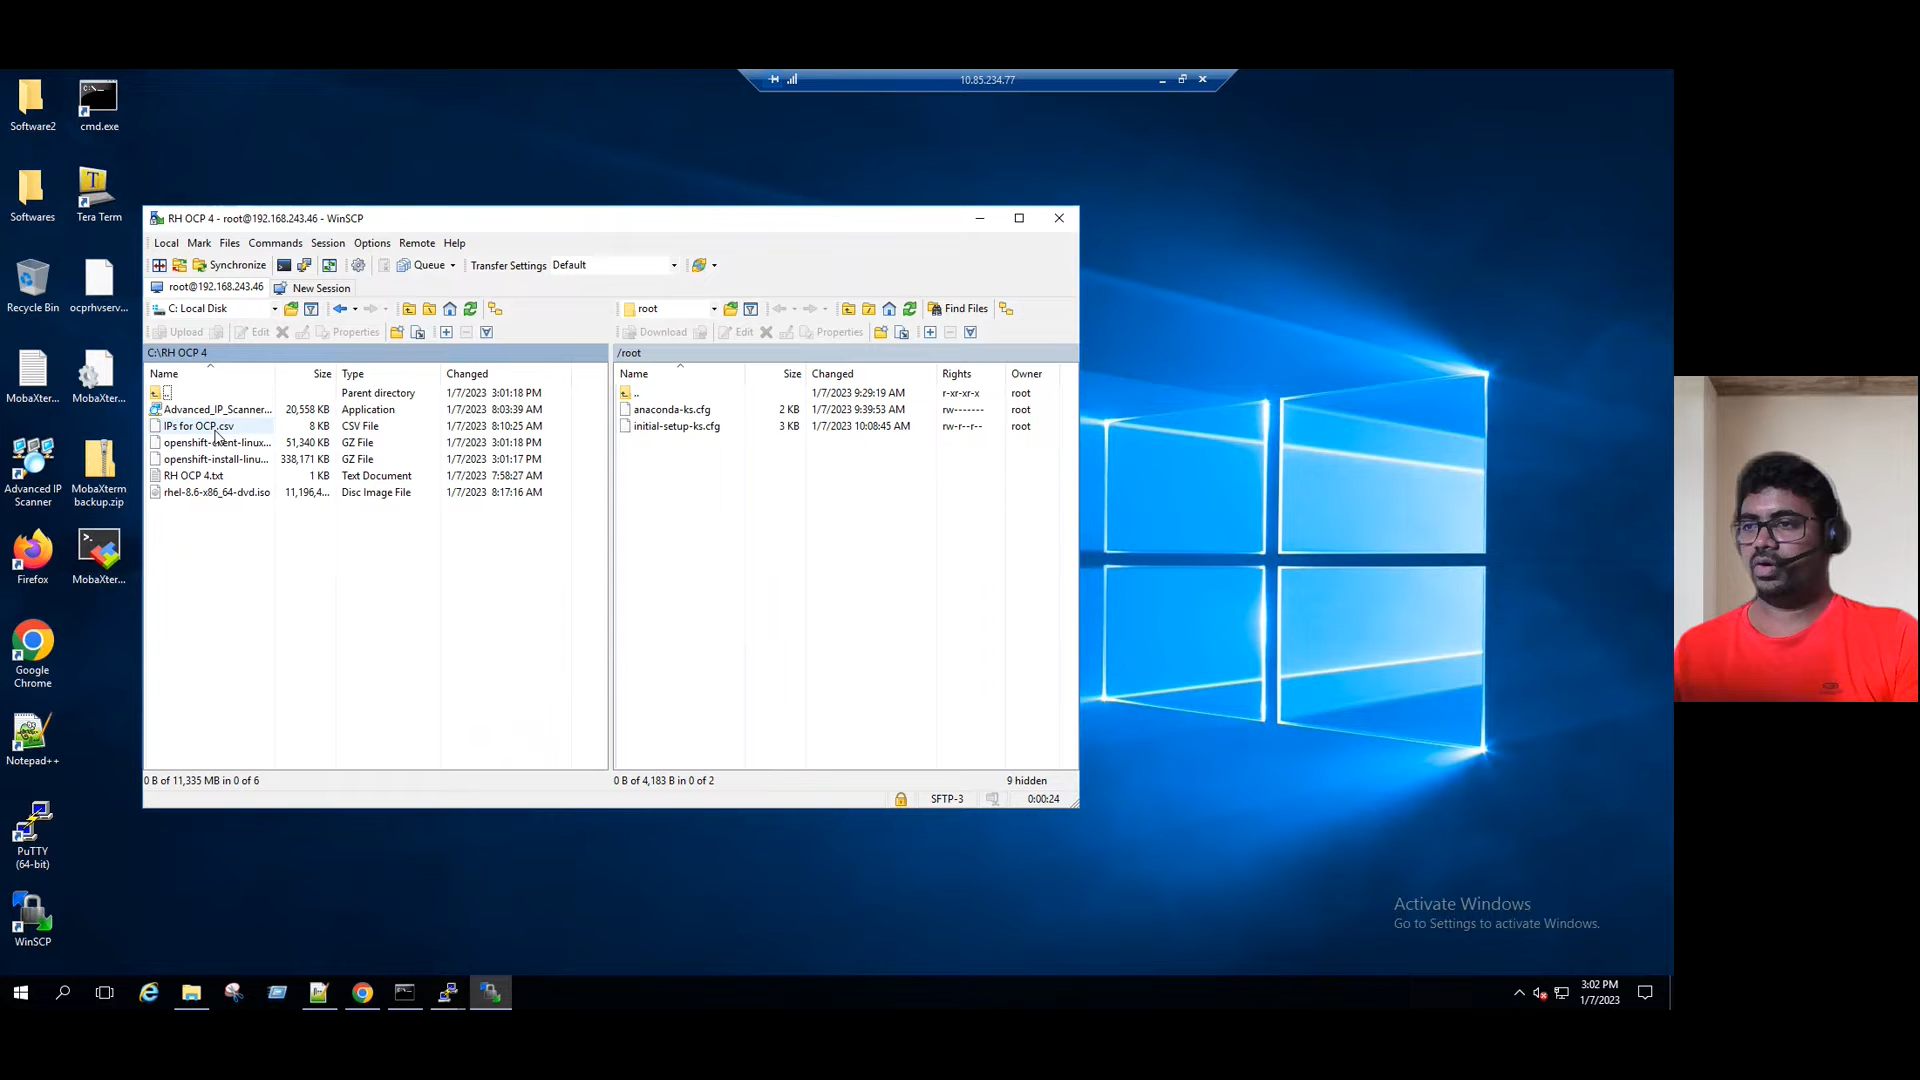 10.85.234.77
Software2
cmd.exe
Softwares
Tera Term
Recycle Bin
ocprhvserv...
MobaXter...
MobaXter...
Advanced IP Scanner
MobaXterm backup.zip
Firefox
MobaXter...
Google Chrome
Notepad++
PuTTY (64-bit)
WinSCP
RH OCP 4 - root@192.168.243.46 - WinSCP
Local Mark Files Commands Session Options Remote Help
Synchronize Queue Transfer Settings Default
root@192.168.243.46 New Session
C: Local Disk
Upload Edit Properties
C:\RH OCP 4
Name Size Type Changed
.. Parent directory 1/7/2023 3:01:18 PM
Advanced_IP_Scanner... 20,558 KB Application 1/7/2023 8:03:39 AM
IPs for OCP.csv 8 KB CSV File 1/7/2023 8:10:25 AM
openshift-client-linux... 51,340 KB GZ File 1/7/2023 3:01:18 PM
openshift-install-linu... 338,171 KB GZ File 1/7/2023 3:01:17 PM
RH OCP 4.txt 1 KB Text Document 1/7/2023 7:58:27 AM
rhel-8.6-x86_64-dvd.iso 11,196,4... Disc Image File 1/7/2023 8:17:16 AM
0 B of 11,335 MB in 0 of 6
root Find Files
Download Edit Properties
/root
Name Size Changed Rights Owner
.. 1/7/2023 9:29:19 AM r-xr-xr-x root
anaconda-ks.cfg 2 KB 1/7/2023 9:39:53 AM rw------- root
initial-setup-ks.cfg 3 KB 1/7/2023 10:08:45 AM rw-r--r-- root
0 B of 4,183 B in 0 of 2 9 hidden
SFTP-3 0:00:24
Activate Windows
Go to Settings to activate Windows.
3:02 PM
1/7/2023